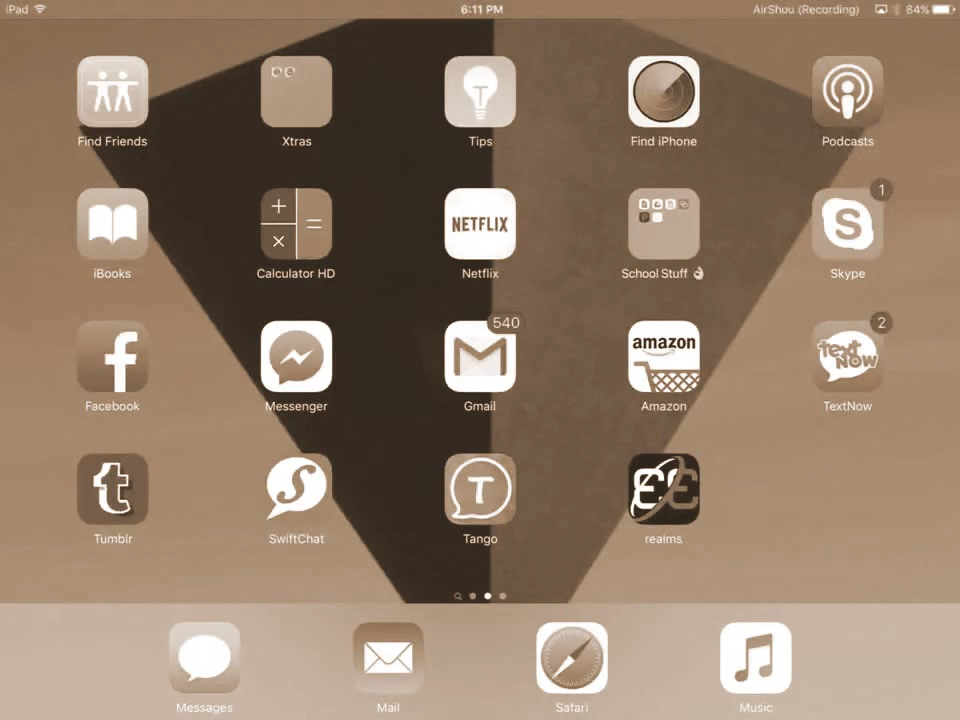 iPad 6:11 PM AirShou (Recording) 84%
T
Find Friends Xtras Tips Find iPhone Podcasts
1
NETFLIX S
iBooks Calculator HD Netflix School Stuff 👌 Skype
540 2
f M amazon text NOW
Facebook Messenger Gmail Amazon TextNow
t S T
Tumblr SwiftChat Tango realms
Messages Mail Safari Music